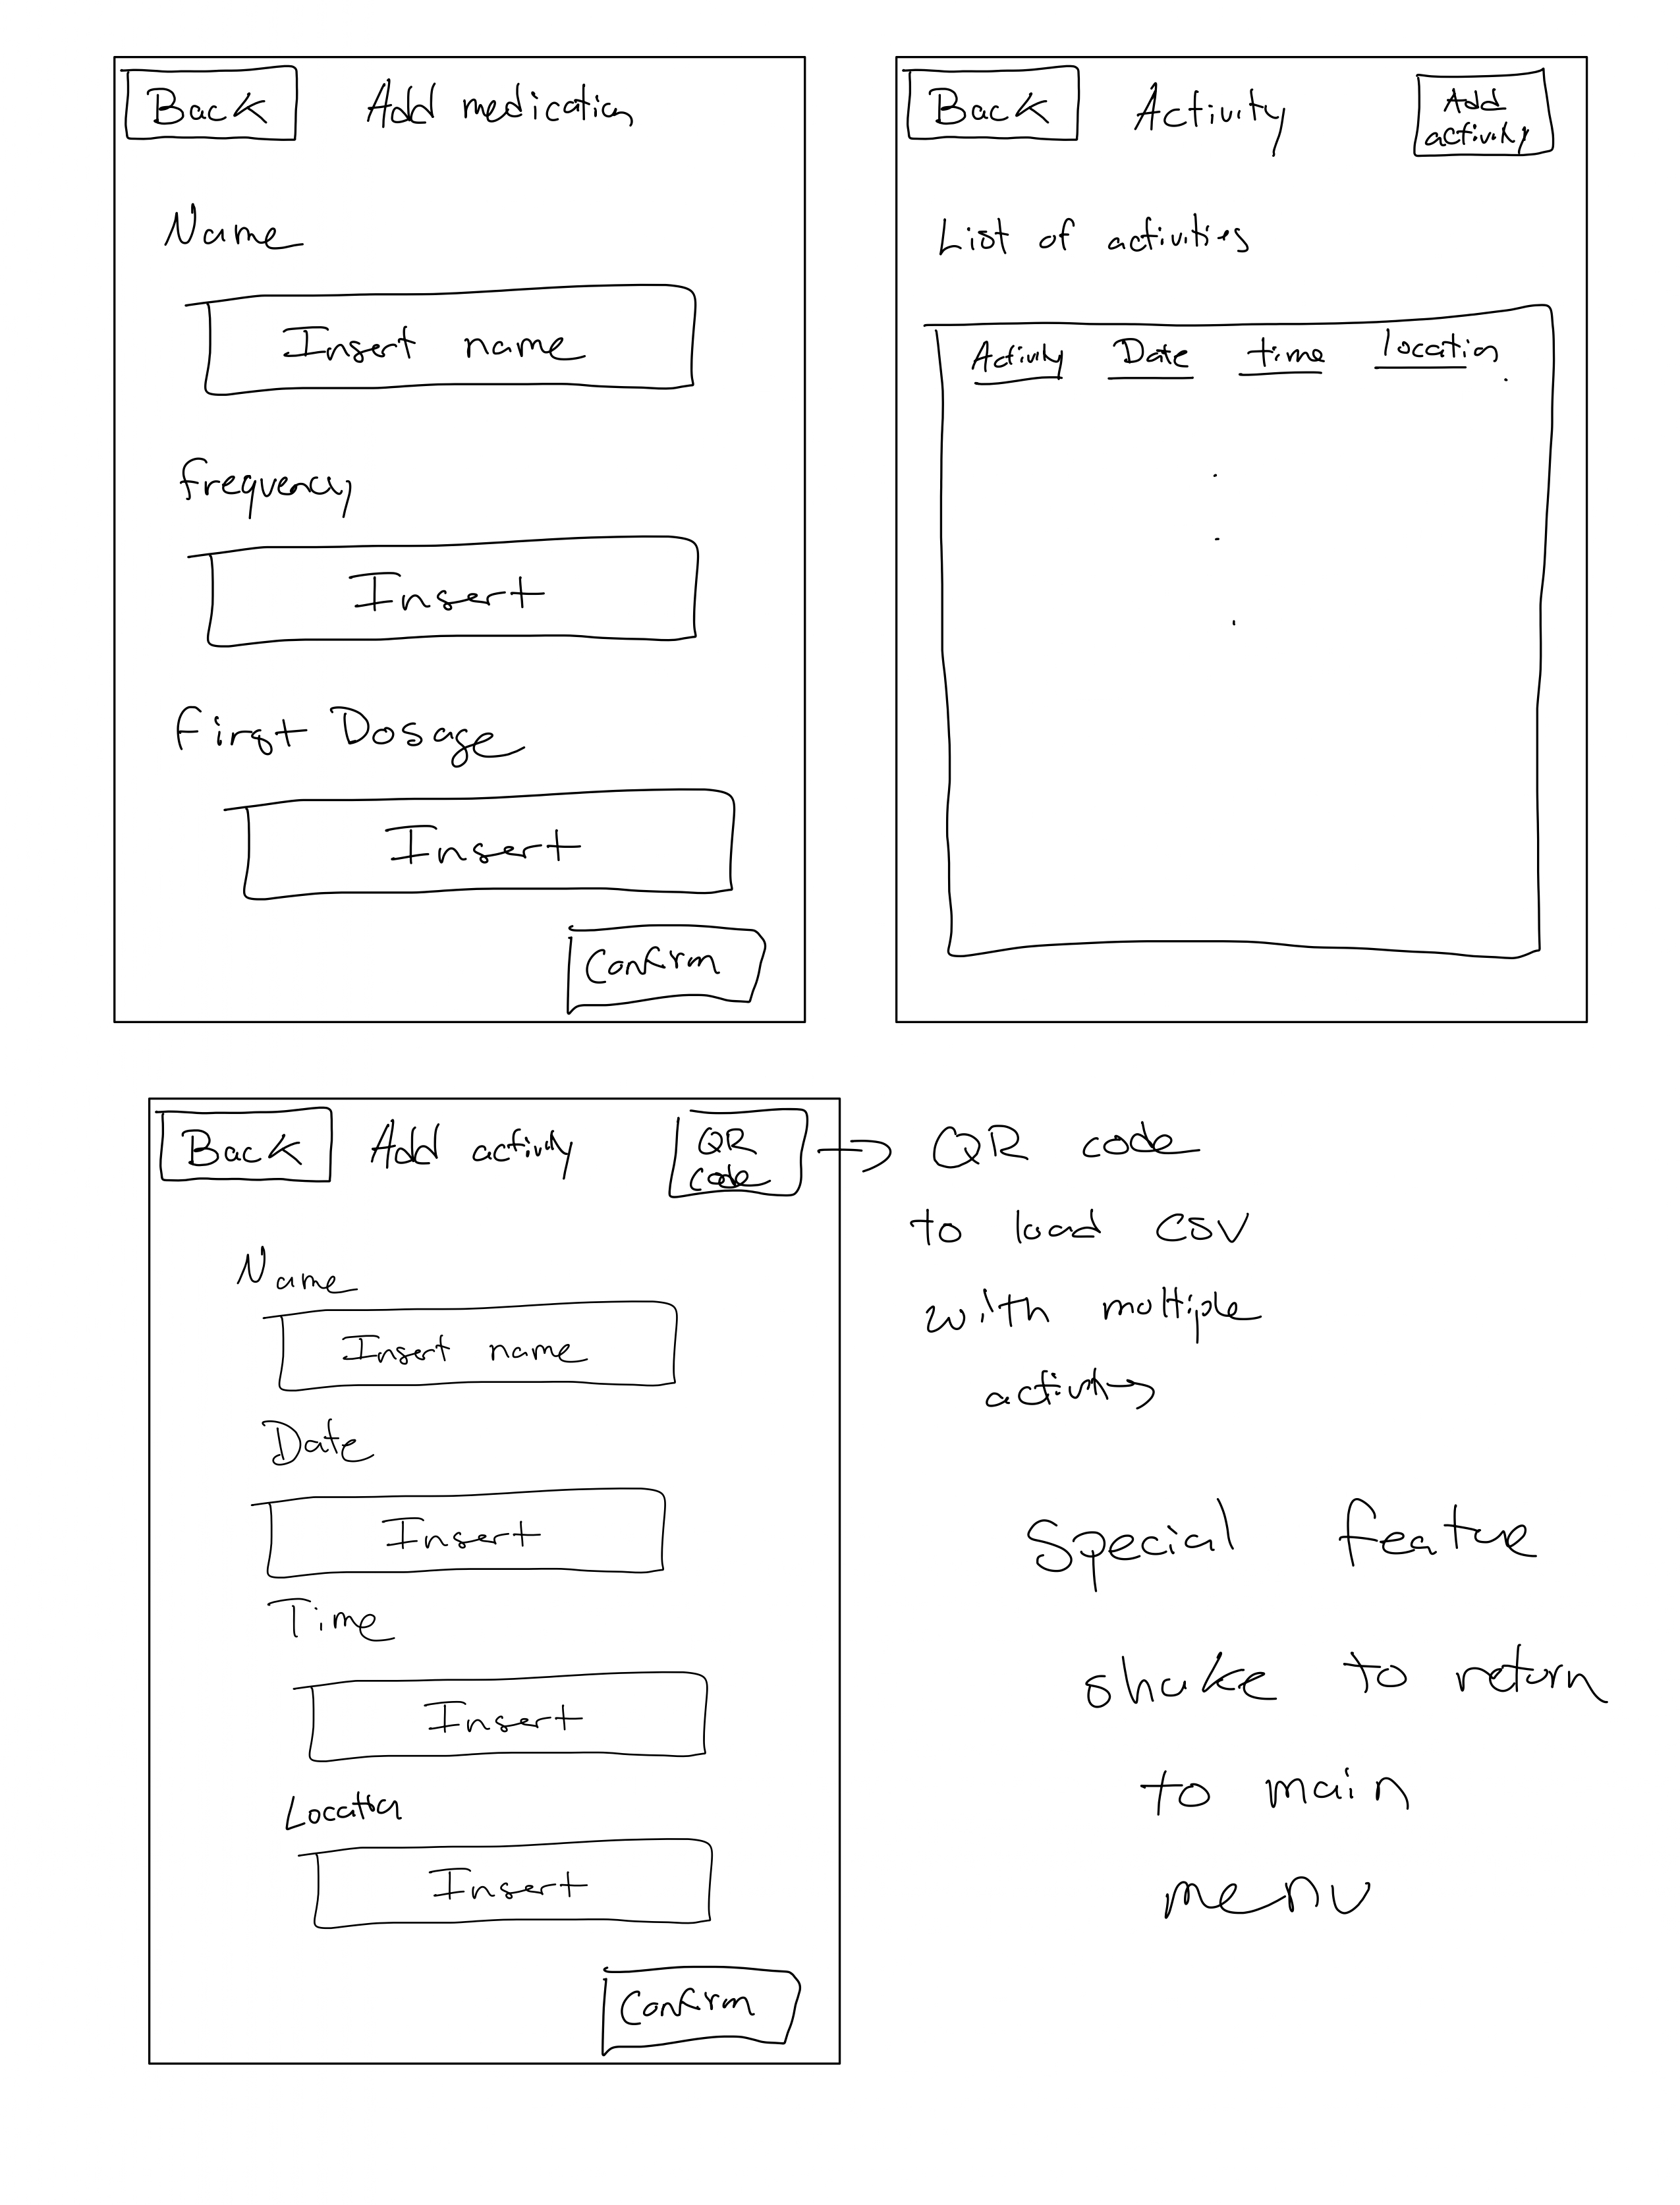 Back Add medication
Name
Insert name
frequency
Insert
First Dosage
Insert
Confirm
Back Activity Add
activity
List of activities
Activity Date time location
Back Add activity QR
code
Name
Insert name
Date
Insert
Time
Insert
Location
Insert
Confirm
QR code
to load csv
with moltiple
activity
Special featue
shake to return
to main
menu